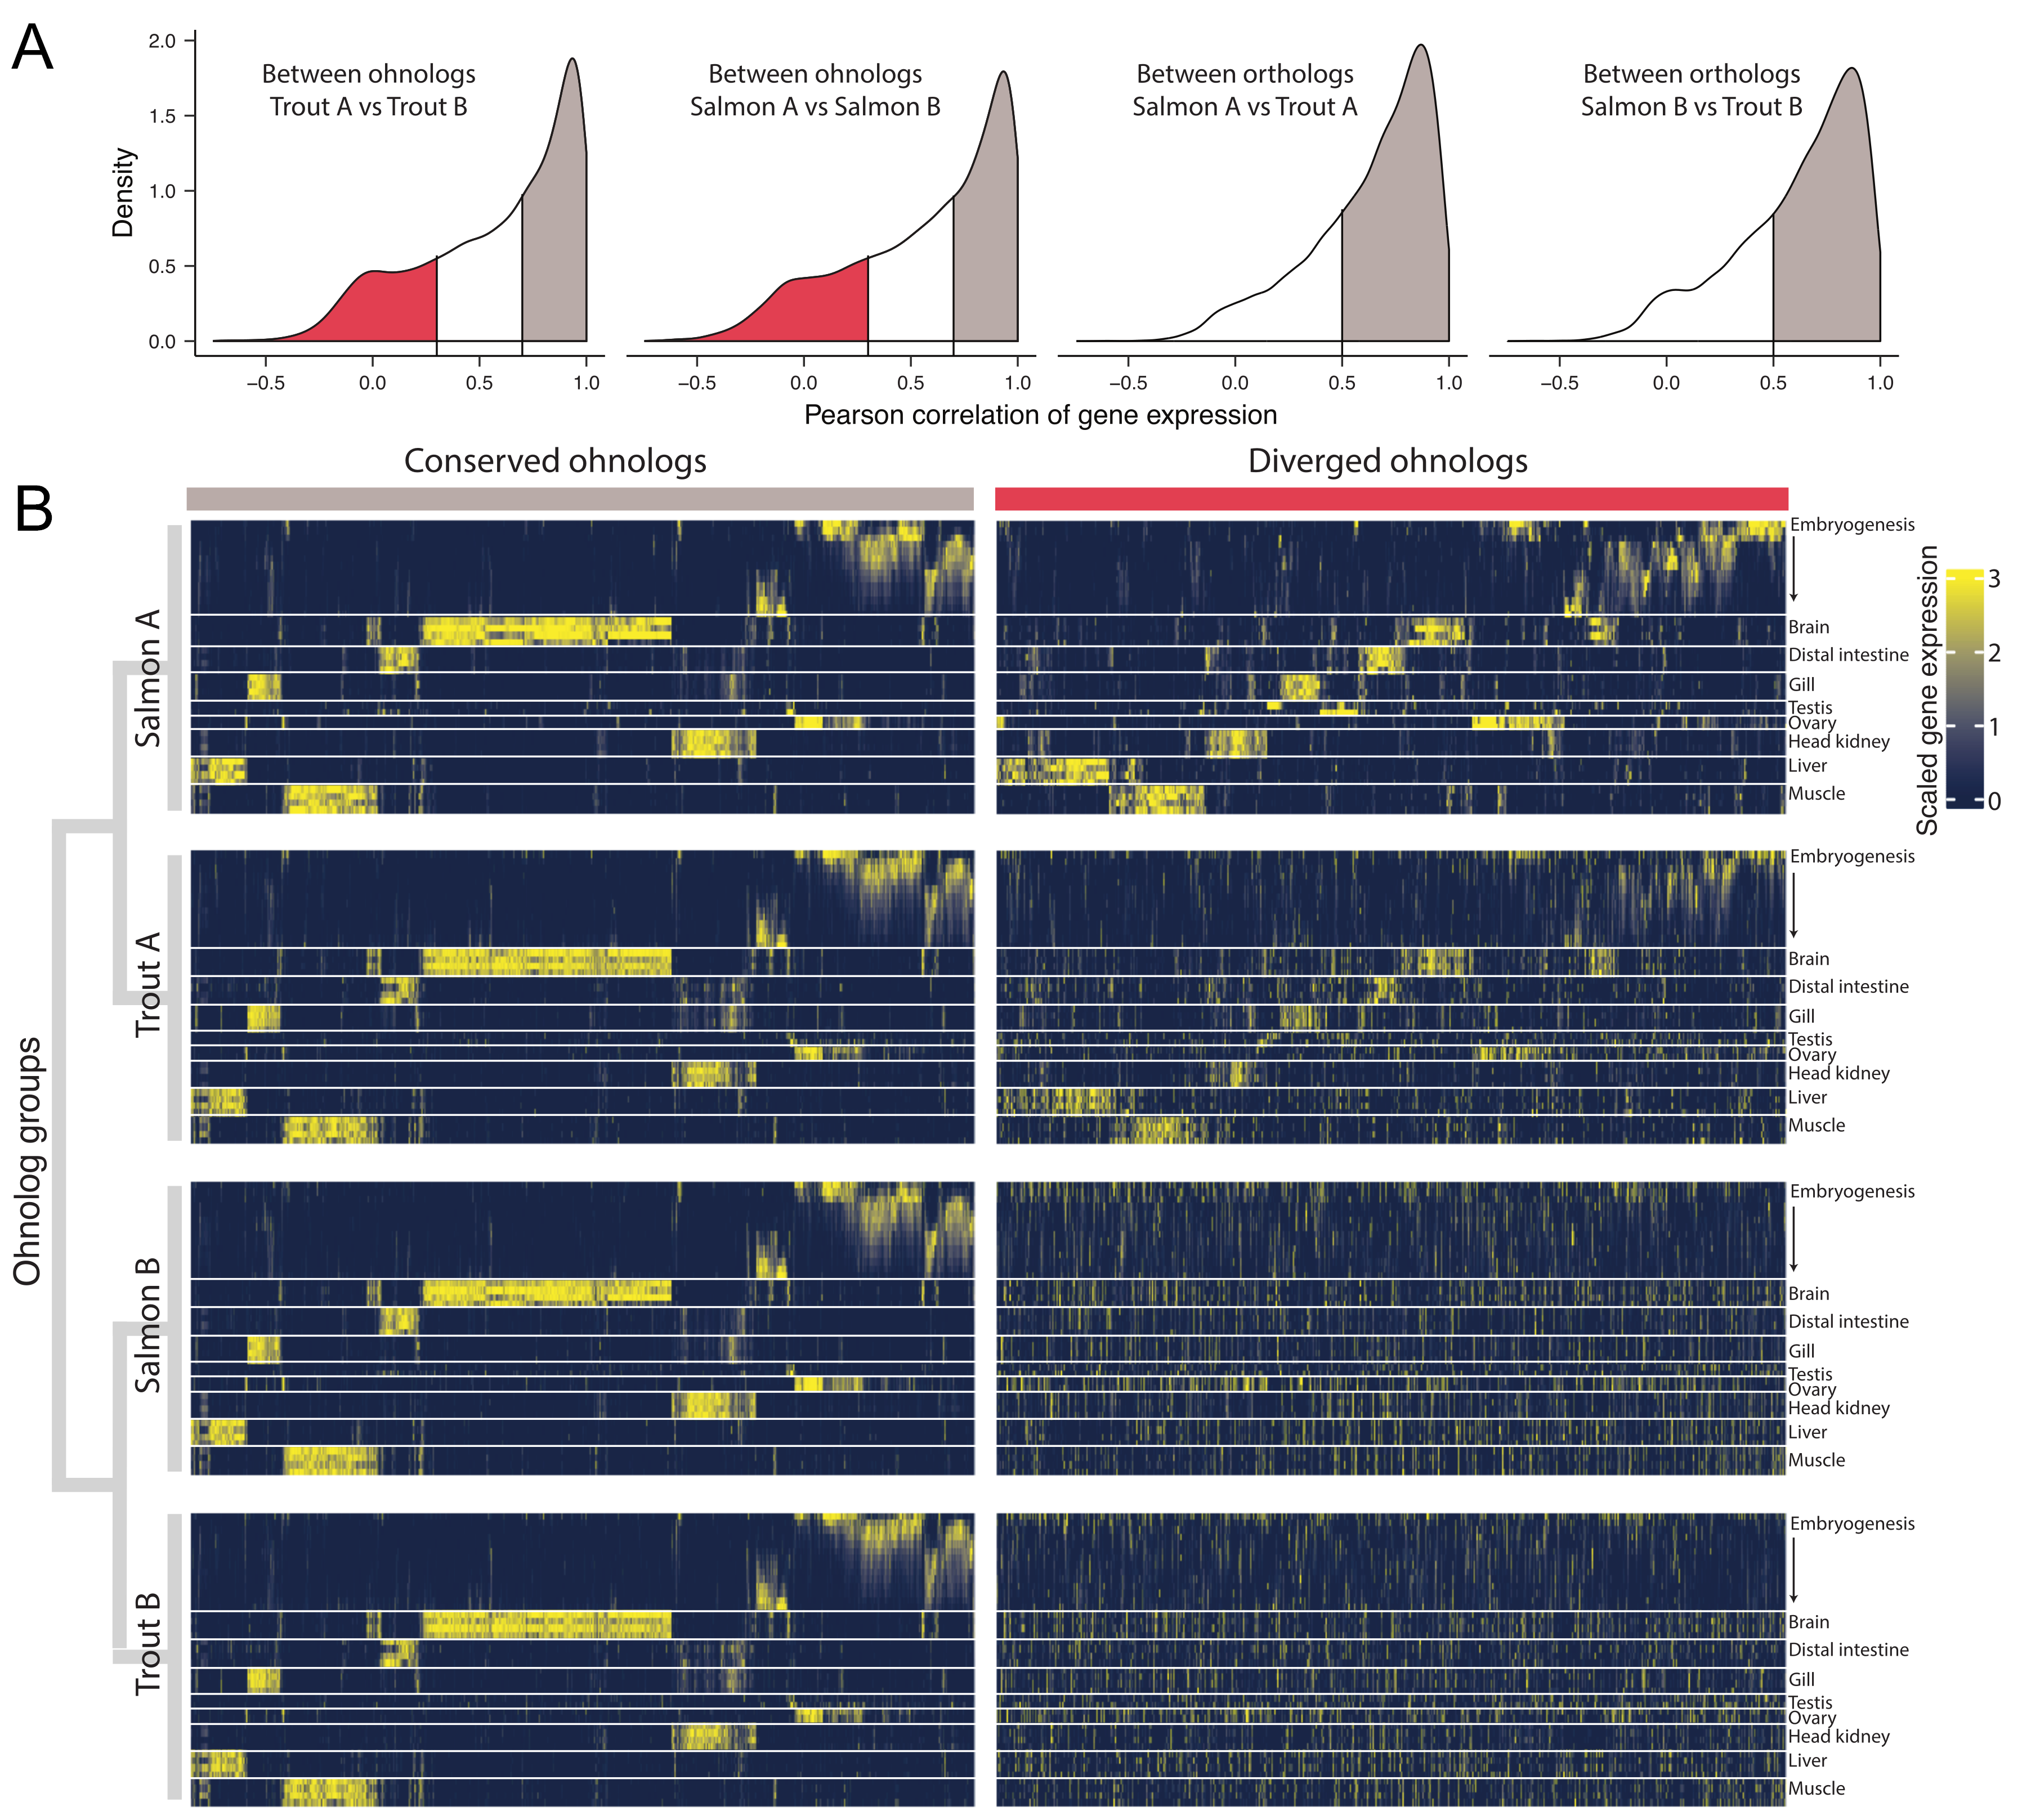 A
Between ohnologs
Trout A vs Trout B
Between ohnologs
Salmon A vs Salmon B
Between orthologs
Salmon A vs Trout A
Between orthologs
Salmon B vs Trout B
Density
2.0
1.5
1.0
0.5
0.0
−0.5 0.0 0.5 1.0
−0.5 0.0 0.5 1.0
−0.5 0.0 0.5 1.0
−0.5 0.0 0.5 1.0
Pearson correlation of gene expression
B
Conserved ohnologs
Diverged ohnologs
Ohnolog groups
Salmon A
Embryogenesis
Brain
Distal intestine
Gill
Testis
Ovary
Head kidney
Liver
Muscle
Scaled gene expression
3
2
1
0
Trout A
Embryogenesis
Brain
Distal intestine
Gill
Testis
Ovary
Head kidney
Liver
Muscle
Salmon B
Embryogenesis
Brain
Distal intestine
Gill
Testis
Ovary
Head kidney
Liver
Muscle
Trout B
Embryogenesis
Brain
Distal intestine
Gill
Testis
Ovary
Head kidney
Liver
Muscle